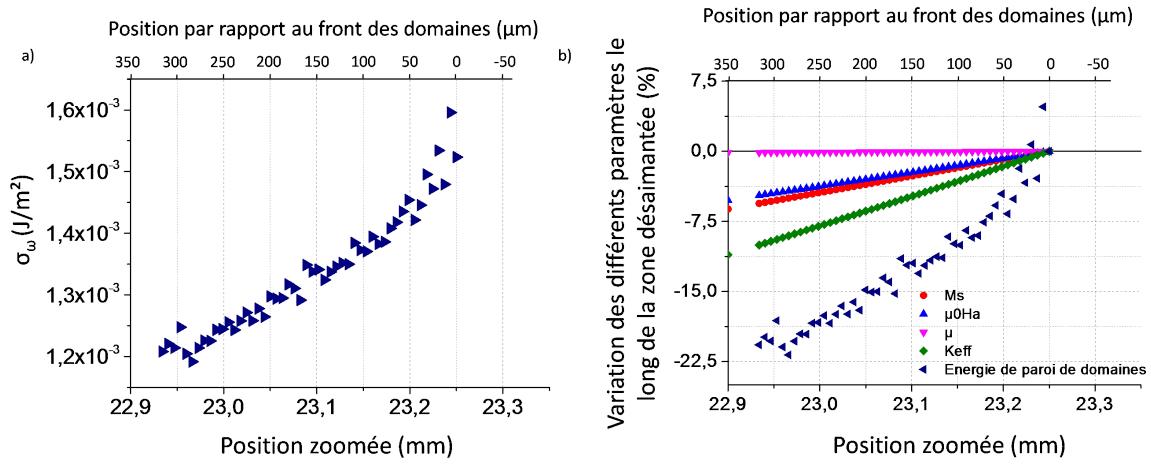 Position par rapport au front des domaines (µm)
a)
350 300 250 200 150 100 50 0 -50
1,6x10⁻³
1,5x10⁻³
1,4x10⁻³
1,3x10⁻³
1,2x10⁻³
σω (J/m²)
22,9 23,0 23,1 23,2 23,3
Position zoomée (mm)
Position par rapport au front des domaines (µm)
b)
350 300 250 200 150 100 50 0 -50
Variation des différents paramètres le
long de la zone désaimantée (%)
7,5
0,0
-7,5
-15,0
-22,5
Ms
µ0Ha
µ
Keff
Energie de paroi de domaines
22,9 23,0 23,1 23,2 23,3
Position zoomée (mm)